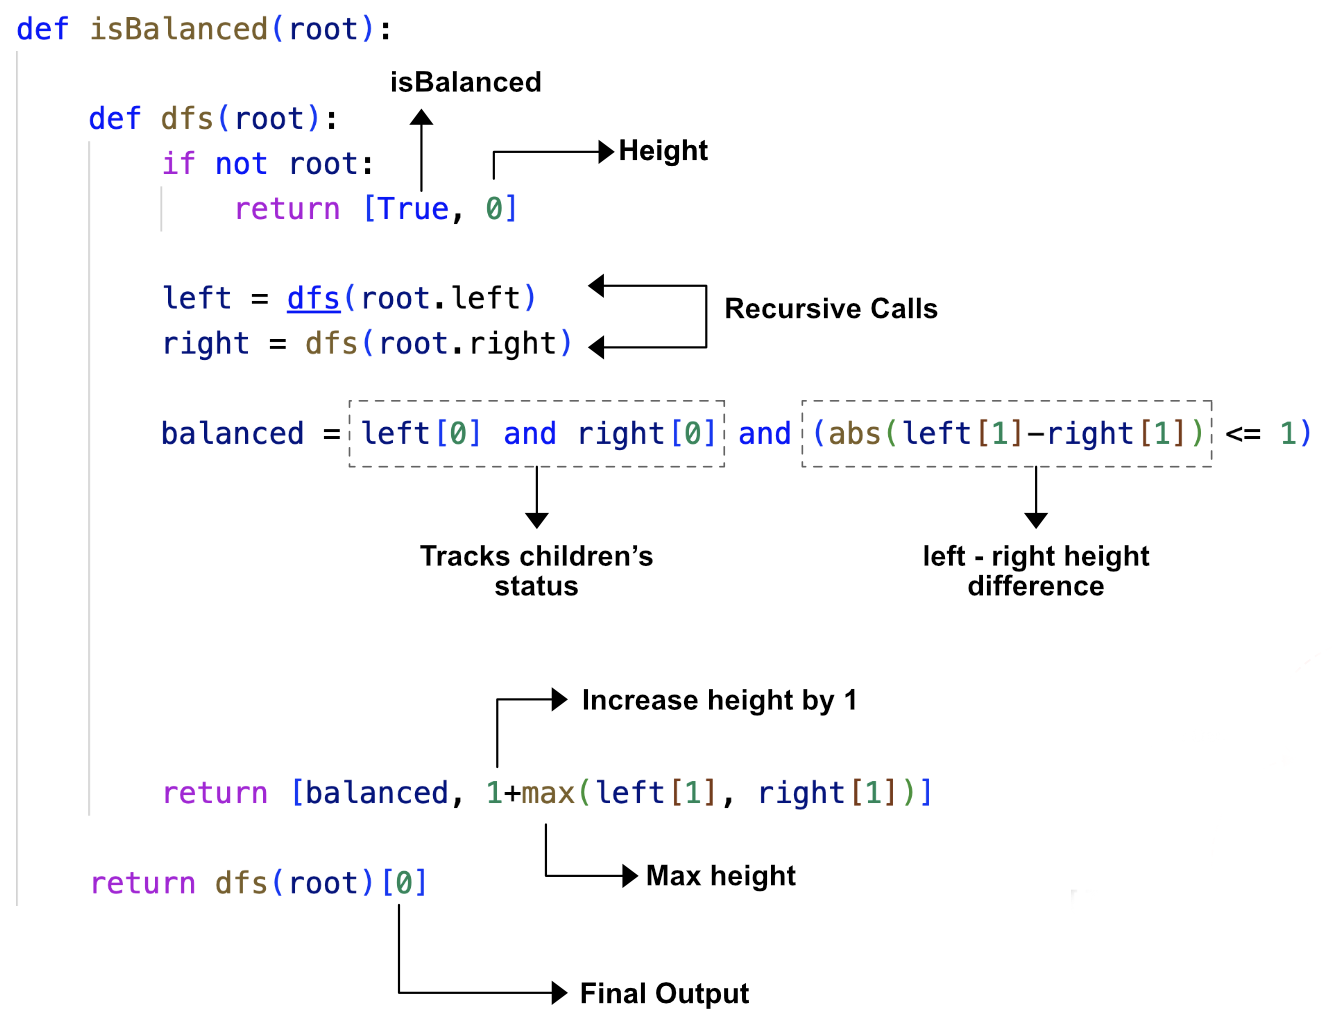 def isBalanced(root):
isBalanced
def dfs(root):
Height
if not root:
return [True, 0]
left = dfs(root.left)
Recursive Calls
right = dfs(root.right)
balanced = left[0] and right[0] and (abs(left[1]-right[1]) <= 1)
Tracks children’s
status
left - right height
difference
Increase height by 1
return [balanced, 1+max(left[1], right[1])]
Max height
return dfs(root)[0]
Final Output